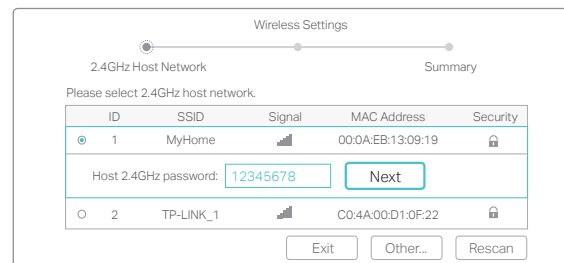 Wireless Settings
2.4GHz Host Network Summary
Please select 2.4GHz host network.
ID SSID Signal MAC Address Security
1 MyHome 00:0A:EB:13:09:19
Host 2.4GHz password: 12345678 Next
2 TP-LINK_1 C0:4A:00:D1:0F:22
Exit Other... Rescan